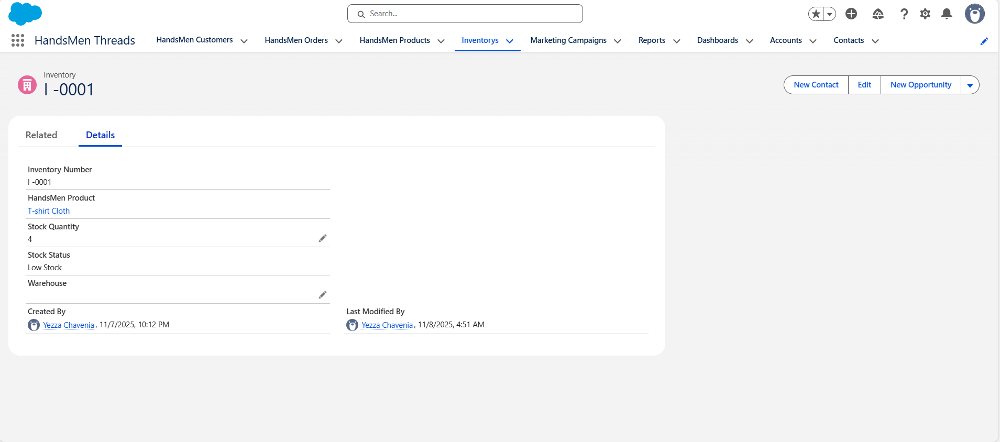 Search...
HandsMen Threads
HandsMen Customers
HandsMen Orders
HandsMen Products
Inventorys
Marketing Campaigns
Reports
Dashboards
Accounts
Contacts
Inventory
I -0001
New Contact
Edit
New Opportunity
Related
Details
Inventory Number
I -0001
HandsMen Product
T-shirt Cloth
Stock Quantity
4
Stock Status
Low Stock
Warehouse
Created By
Yezza Chavenia, 11/7/2025, 10:12 PM
Last Modified By
Yezza Chavenia, 11/8/2025, 4:51 AM